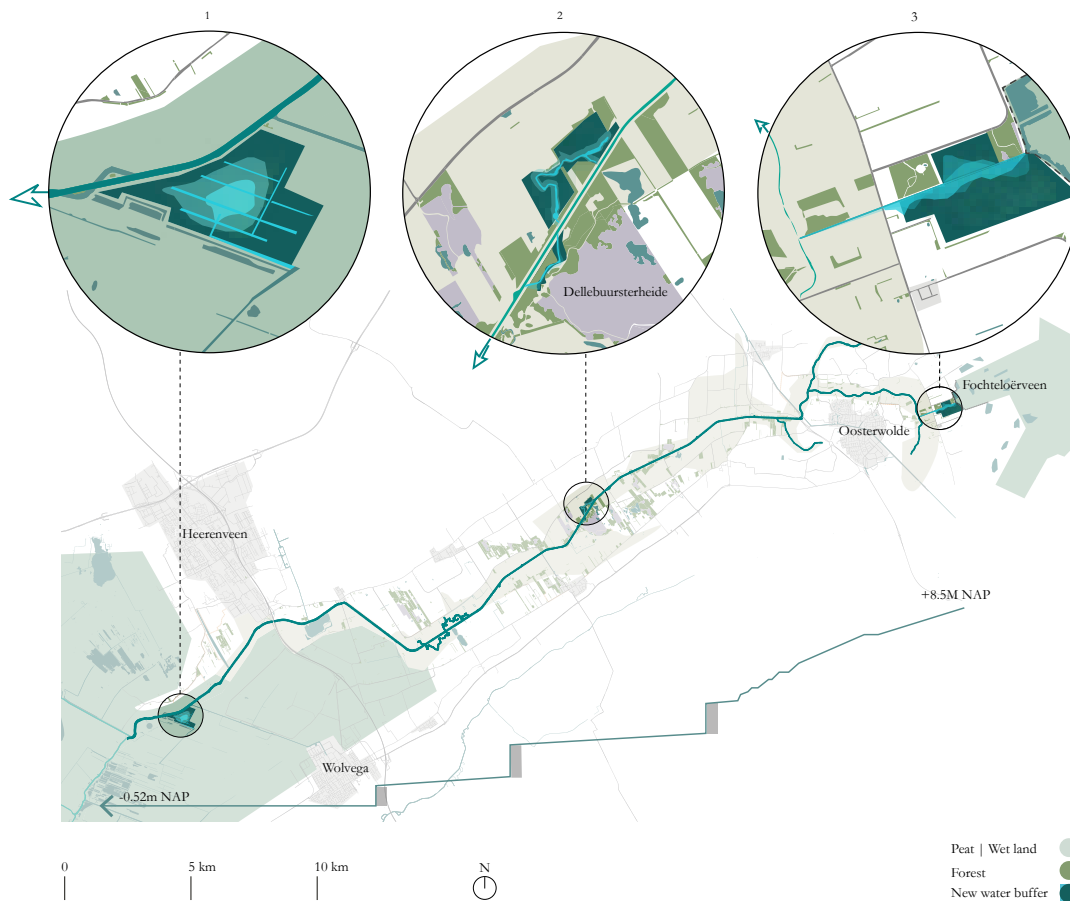 1
2
3
Dellebuursterheide
Fochteloërveen
Oosterwolde
Heerenveen
+8.5M NAP
Wolvega
-0.52m NAP
0
5 km
10 km
N
Peat | Wet land
Forest
New water buffer